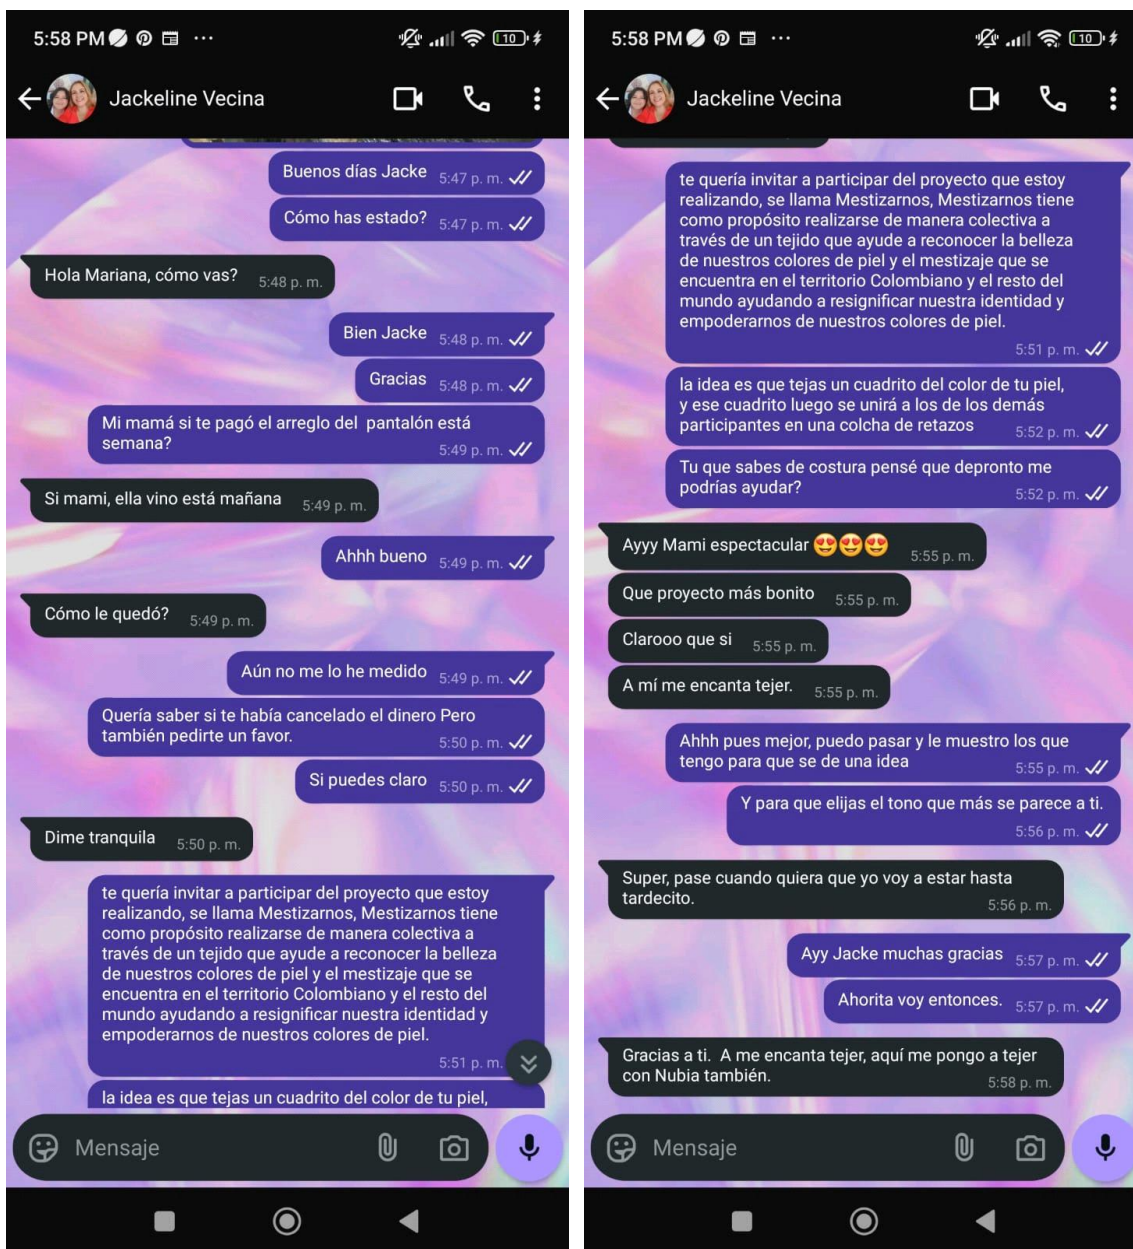 5:58 PM
10
Jackeline Vecina
Buenos días Jacke 5:47 p. m.
Cómo has estado? 5:47 p. m.
Hola Mariana, cómo vas? 5:48 p. m.
Bien Jacke 5:48 p. m.
Gracias 5:48 p. m.
Mi mamá si te pagó el arreglo del pantalón está
semana? 5:49 p. m.
Si mami, ella vino está mañana 5:49 p. m.
Ahhh bueno 5:49 p. m.
Cómo le quedó? 5:49 p. m.
Aún no me lo he medido 5:49 p. m.
Quería saber si te había cancelado el dinero Pero
también pedirte un favor. 5:50 p. m.
Si puedes claro 5:50 p. m.
Dime tranquila 5:50 p. m.
te quería invitar a participar del proyecto que estoy
realizando, se llama Mestizarnos, Mestizarnos tiene
como propósito realizarse de manera colectiva a
través de un tejido que ayude a reconocer la belleza
de nuestros colores de piel y el mestizaje que se
encuentra en el territorio Colombiano y el resto del
mundo ayudando a resignificar nuestra identidad y
empoderarnos de nuestros colores de piel.
5:51 p. m.
la idea es que tejas un cuadrito del color de tu piel,
Mensaje
5:58 PM
10
Jackeline Vecina
te quería invitar a participar del proyecto que estoy
realizando, se llama Mestizarnos, Mestizarnos tiene
como propósito realizarse de manera colectiva a
través de un tejido que ayude a reconocer la belleza
de nuestros colores de piel y el mestizaje que se
encuentra en el territorio Colombiano y el resto del
mundo ayudando a resignificar nuestra identidad y
empoderarnos de nuestros colores de piel.
5:51 p. m.
la idea es que tejas un cuadrito del color de tu piel,
y ese cuadrito luego se unirá a los de los demás
participantes en una colcha de retazos 5:52 p. m.
Tu que sabes de costura pensé que depronto me
podrías ayudar? 5:52 p. m.
Ayyy Mami espectacular 😍😍😍 5:55 p. m.
Que proyecto más bonito 5:55 p. m.
Clarooo que si 5:55 p. m.
A mí me encanta tejer. 5:55 p. m.
Ahhh pues mejor, puedo pasar y le muestro los que
tengo para que se de una idea 5:55 p. m.
Y para que elijas el tono que más se parece a ti.
5:56 p. m.
Super, pase cuando quiera que yo voy a estar hasta
tardecito. 5:56 p. m.
Ayy Jacke muchas gracias 5:57 p. m.
Ahorita voy entonces. 5:57 p. m.
Gracias a ti. A me encanta tejer, aquí me pongo a tejer
con Nubia también. 5:58 p. m.
Mensaje